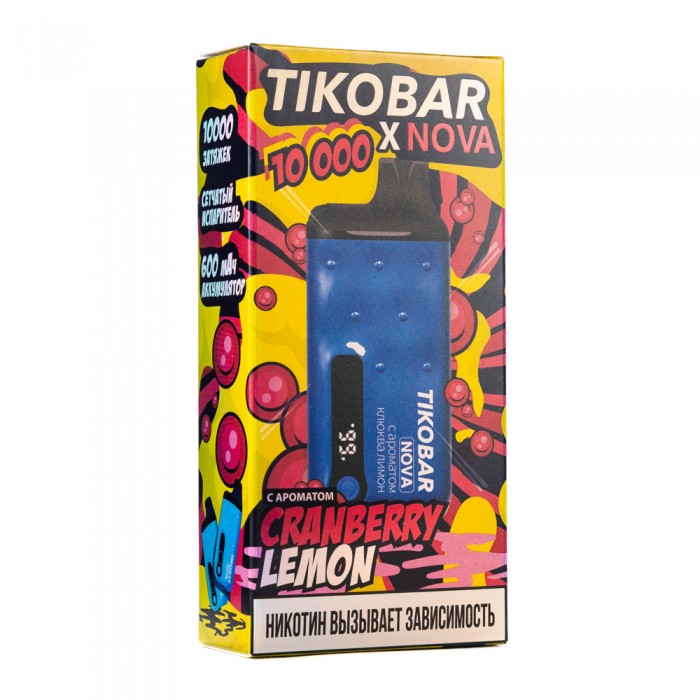 TIKOBAR
X NOVA
10 000
10000
ЗАТЯЖЕК
СЕТЧАТЫЙ
ИСПАРИТЕЛЬ
600 мАч
АККУМУЛЯТОР
TIKOBAR
NOVA
с ароматом
КЛЮКВА ЛИМОН
99
С АРОМАТОМ
CRANBERRY
LEMON
НИКОТИН ВЫЗЫВАЕТ ЗАВИСИМОСТЬ